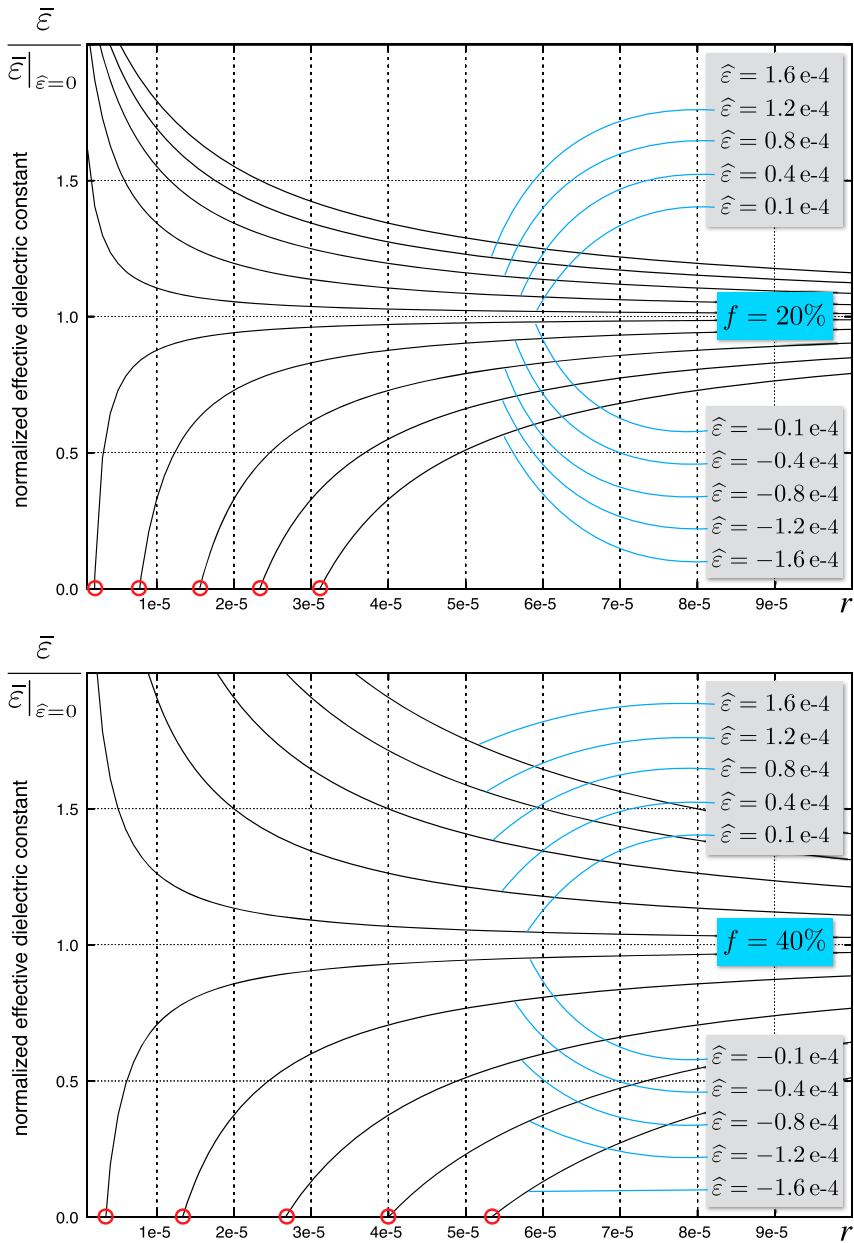 ε̄
ε̄|ε̂=0
normalized effective dielectric constant
1.5
1.0
0.5
0.0
1e-5 2e-5 3e-5 4e-5 5e-5 6e-5 7e-5 8e-5 9e-5 r
ε̂ = 1.6 e-4
ε̂ = 1.2 e-4
ε̂ = 0.8 e-4
ε̂ = 0.4 e-4
ε̂ = 0.1 e-4
f = 20%
ε̂ = −0.1 e-4
ε̂ = −0.4 e-4
ε̂ = −0.8 e-4
ε̂ = −1.2 e-4
ε̂ = −1.6 e-4
ε̄
ε̄|ε̂=0
normalized effective dielectric constant
1.5
1.0
0.5
0.0
1e-5 2e-5 3e-5 4e-5 5e-5 6e-5 7e-5 8e-5 9e-5 r
ε̂ = 1.6 e-4
ε̂ = 1.2 e-4
ε̂ = 0.8 e-4
ε̂ = 0.4 e-4
ε̂ = 0.1 e-4
f = 40%
ε̂ = −0.1 e-4
ε̂ = −0.4 e-4
ε̂ = −0.8 e-4
ε̂ = −1.2 e-4
ε̂ = −1.6 e-4